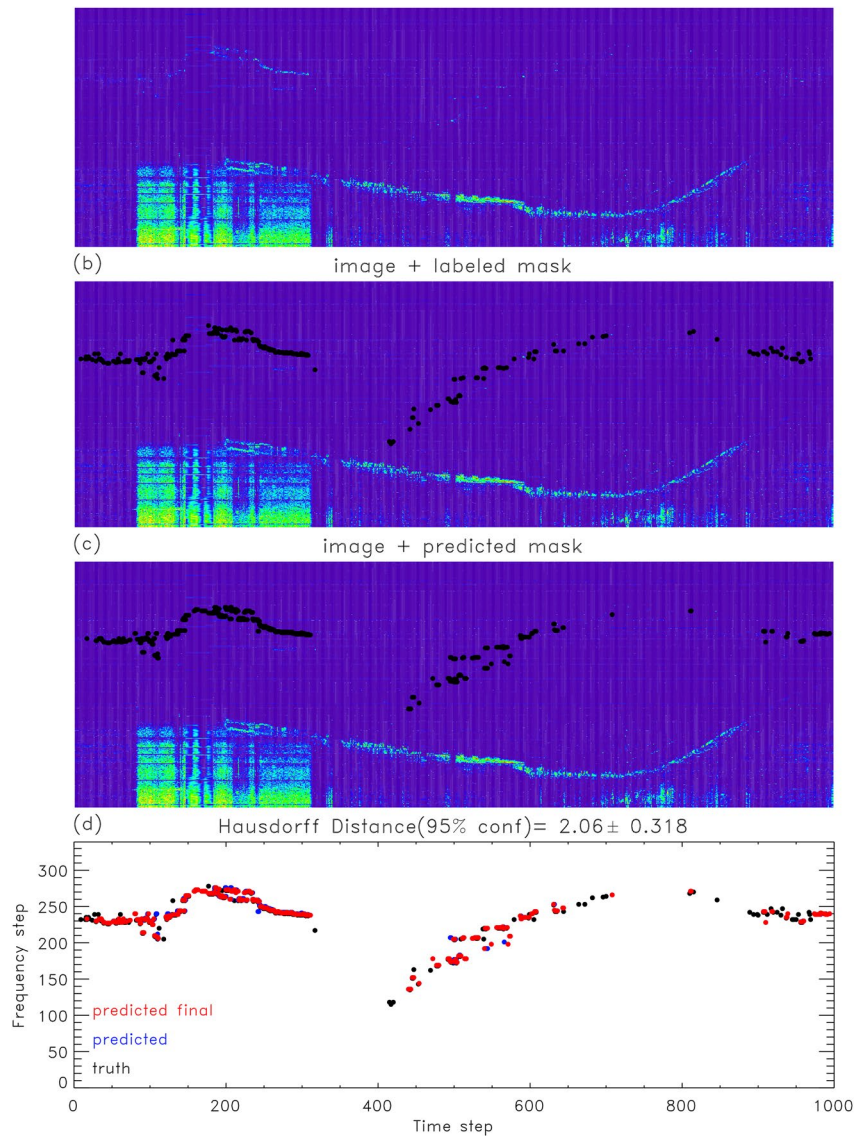 (b)
image + labeled mask
(c)
image + predicted mask
(d)
Hausdorff Distance(95% conf)= 2.06± 0.318
300
250
200
150
100
50
0
Frequency step
predicted final
predicted
truth
0 200 400 600 800 1000
Time step